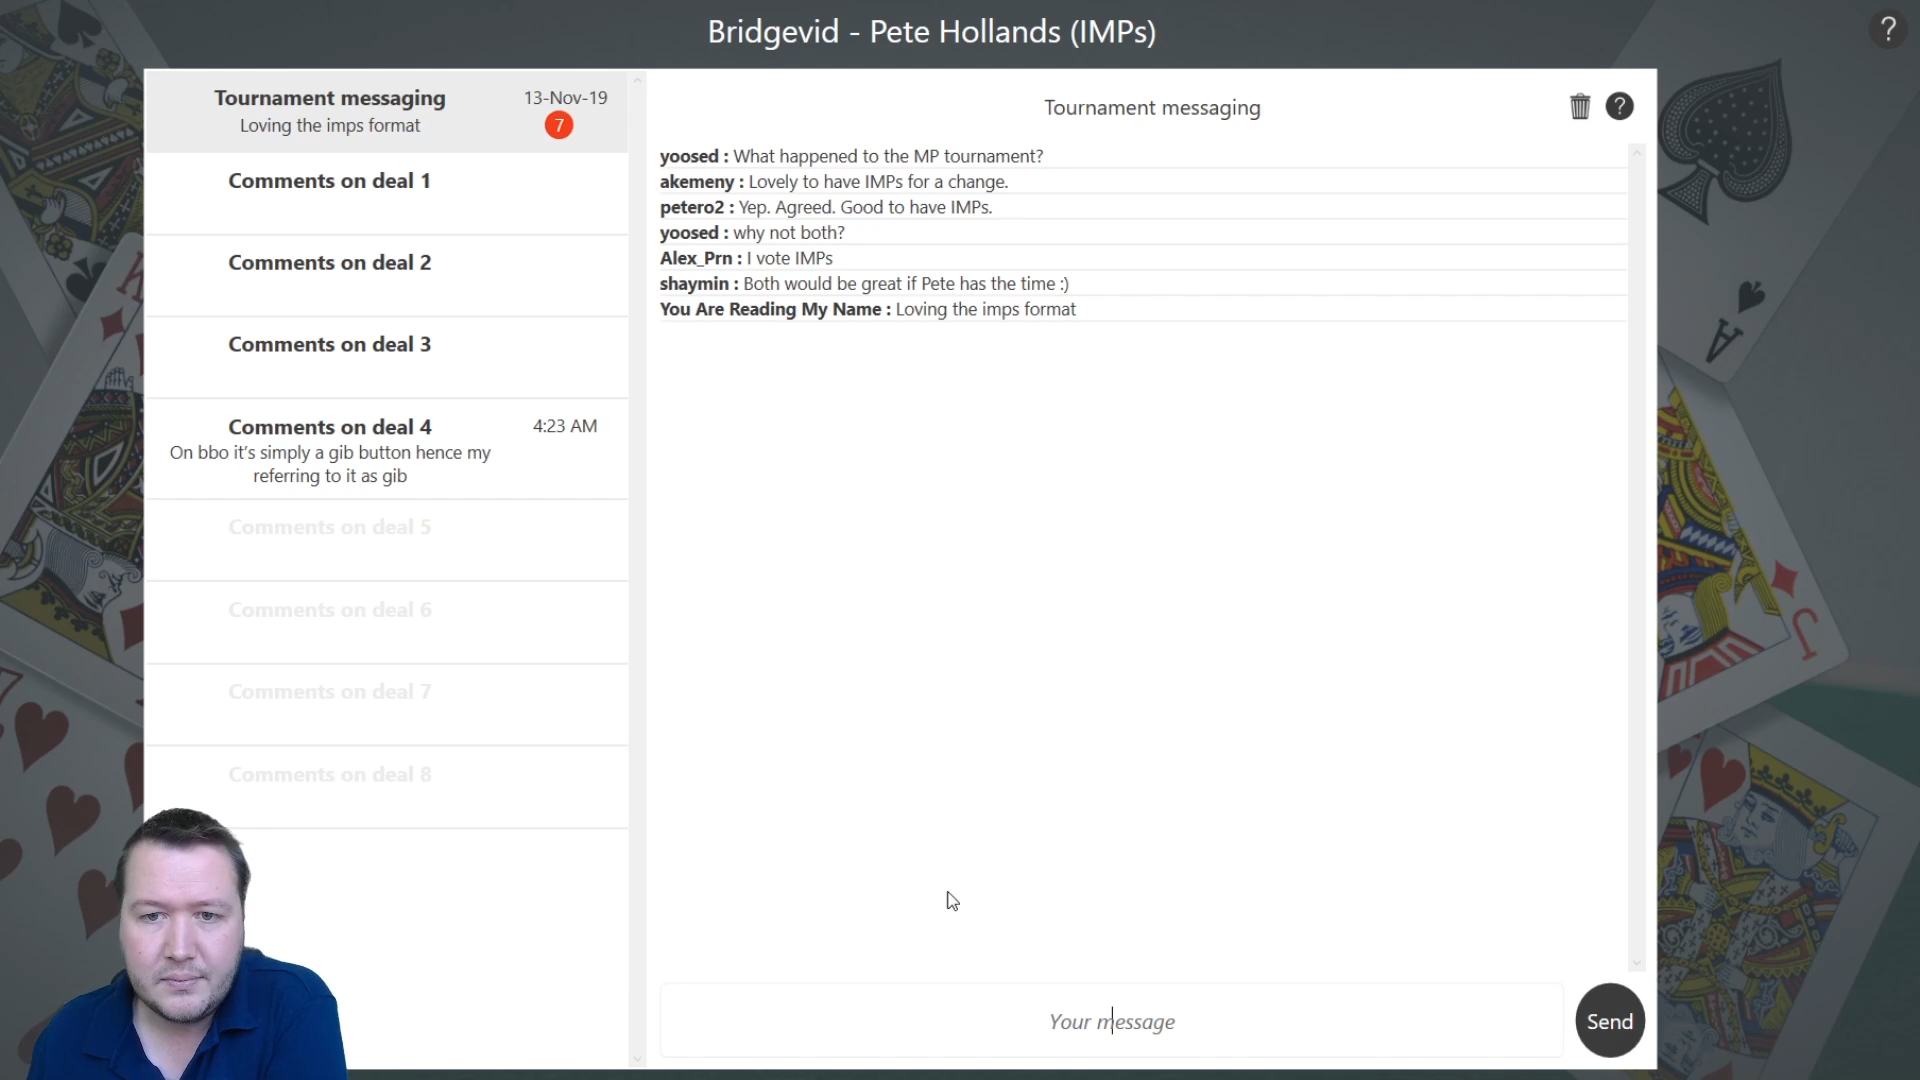 Bridgevid - Pete Hollands (IMPs)
?
Tournament messaging
13-Nov-19
Loving the imps format
7
Comments on deal 1
Comments on deal 2
Comments on deal 3
Comments on deal 4
4:23 AM
On bbo it's simply a gib button hence my
referring to it as gib
Comments on deal 5
Comments on deal 6
Comments on deal 7
Comments on deal 8
Tournament messaging
?
yoosed : What happened to the MP tournament?
akemeny : Lovely to have IMPs for a change.
petero2 : Yep. Agreed. Good to have IMPs.
yoosed : why not both?
Alex_Prn : I vote IMPs
shaymin : Both would be great if Pete has the time :)
You Are Reading My Name : Loving the imps format
Your message
Send
A
K
J